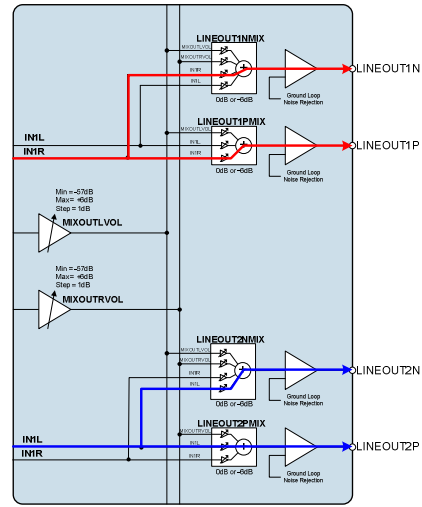 LINEOUT1NMIX
MIXOUTLVOL
MIXOUTRVOL
IN1R
IN1L
0dB or -6dB
Ground Loop
Noise Rejection
LINEOUT1N
LINEOUT1PMIX
MIXOUTLVOL
IN1L
IN1R
0dB or -6dB
Ground Loop
Noise Rejection
LINEOUT1P
IN1L
IN1R
Min = -57dB
Max = +6dB
Step = 1dB
MIXOUTLVOL
Min = -57dB
Max = +6dB
Step = 1dB
MIXOUTRVOL
LINEOUT2NMIX
MIXOUTLVOL
MIXOUTRVOL
IN1R
IN1L
0dB or -6dB
Ground Loop
Noise Rejection
LINEOUT2N
LINEOUT2PMIX
MIXOUTRVOL
IN1L
IN1R
0dB or -6dB
Ground Loop
Noise Rejection
LINEOUT2P
IN1L
IN1R